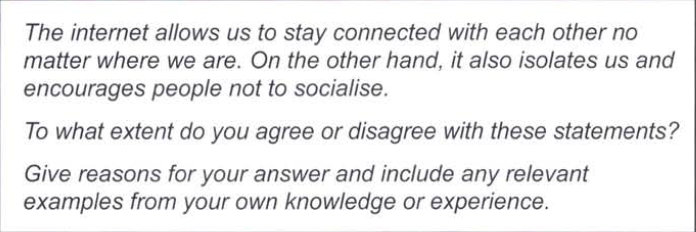 The internet allows us to stay connected with each other no
matter where we are. On the other hand, it also isolates us and
encourages people not to socialise.
To what extent do you agree or disagree with these statements?
Give reasons for your answer and include any relevant
examples from your own knowledge or experience.